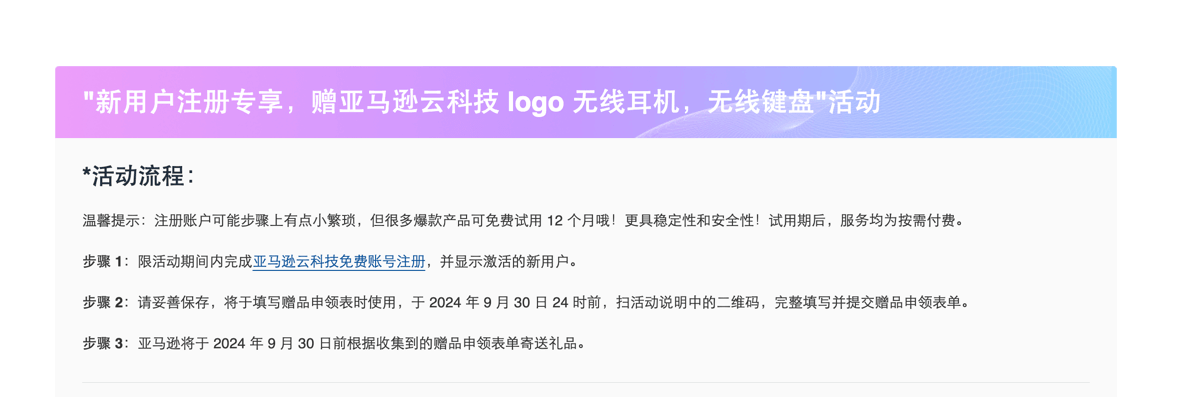 "新用户注册专享，赠亚马逊云科技 logo 无线耳机，无线键盘"活动
*活动流程：
温馨提示：注册账户可能步骤上有点小繁琐，但很多爆款产品可免费试用 12 个月哦！更具稳定性和安全性！试用期后，服务均为按需付费。
步骤 1：限活动期间内完成亚马逊云科技免费账号注册，并显示激活的新用户。
步骤 2：请妥善保存，将于填写赠品申领表时使用，于 2024 年 9 月 30 日 24 时前，扫活动说明中的二维码，完整填写并提交赠品申领表单。
步骤 3：亚马逊将于 2024 年 9 月 30 日前根据收集到的赠品申领表单寄送礼品。